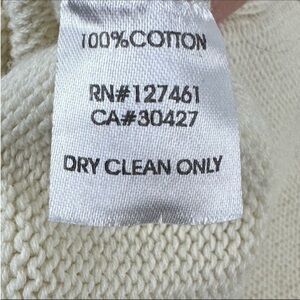 100%COTTON
RN#127461
CA#30427
DRY CLEAN ONLY